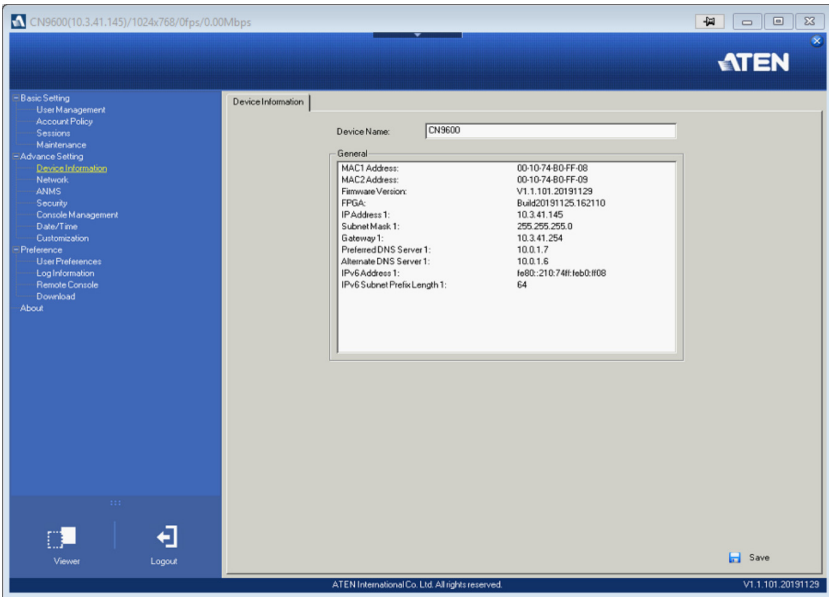 CN9600(10.3.41.145)/1024x768/0fps/0.00Mbps
ATEN
Basic Setting
User Management
Account Policy
Sessions
Maintenance
Advance Setting
Device Information
Network
ANMS
Security
Console Management
Date/Time
Customization
Preference
User Preferences
Log Information
Remote Console
Download
About
Viewer
Logout
Device Information
Device Name: CN9600
General
MAC1 Address: 00-10-74-B0-FF-08
MAC2 Address: 00-10-74-B0-FF-09
Firmware Version: V1.1.101.20191129
FPGA: Build20191125.162110
IP Address 1: 10.3.41.145
Subnet Mask 1: 255.255.255.0
Gateway 1: 10.3.41.254
Preferred DNS Server 1: 10.0.1.7
Alternate DNS Server 1: 10.0.1.6
IPv6 Address 1: fe80::210:74ff:feb0:ff08
IPv6 Subnet Prefix Length 1: 64
Save
ATEN International Co. Ltd. All rights reserved.
V1.1.101.20191129